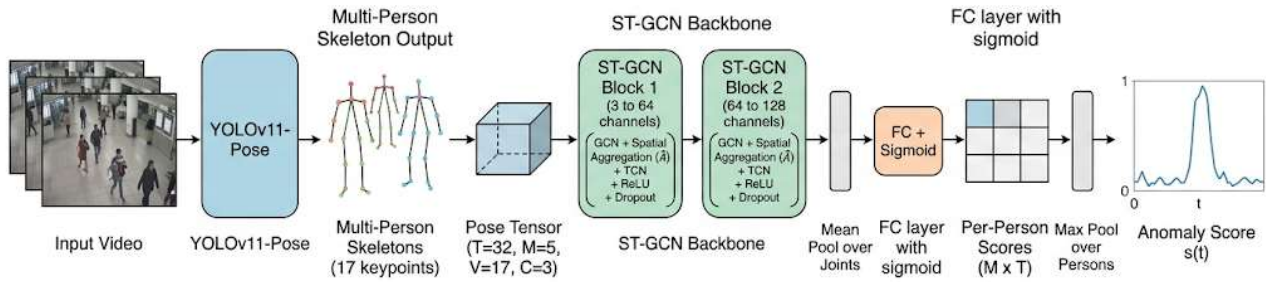 Multi-Person
Skeleton Output
ST-GCN Backbone
FC layer with
sigmoid
YOLOv11-
Pose
ST-GCN
Block 1
(3 to 64
channels)
GCN + Spatial
Aggregation (Ã)
+ TCN
+ ReLU
+ Dropout
ST-GCN
Block 2
(64 to 128
channels)
GCN + Spatial
Aggregation (Ã)
+ TCN
+ ReLU
+ Dropout
FC +
Sigmoid
1
0
0
t
Input Video
YOLOv11-Pose
Multi-Person
Skeletons
(17 keypoints)
Pose Tensor
(T=32, M=5,
V=17, C=3)
ST-GCN Backbone
Mean
Pool over
Joints
FC layer
with
sigmoid
Per-Person
Scores
(M x T)
Max Pool
over
Persons
Anomaly Score
s(t)